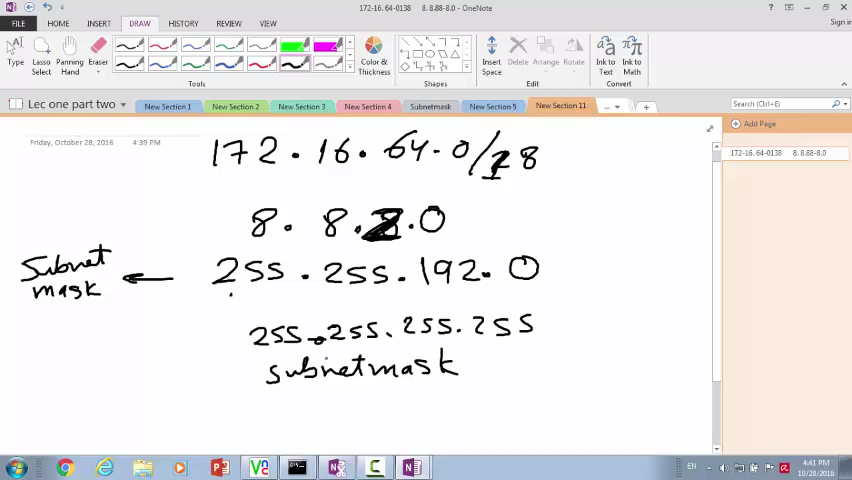 172-16. 64-0138    8. 8.88-8.0 - OneNote
FILE HOME INSERT DRAW HISTORY REVIEW VIEW
Sign in
Type Lasso Select Panning Hand Eraser Color & Thickness Insert Space Delete Arrange Rotate Ink to Text Ink to Math
Tools Shapes Edit Convert
Lec one part two New Section 1 New Section 2 New Section 3 New Section 4 Subnetmask New Section 5 New Section 11 ... Search (Ctrl+E)
Add Page
172-16. 64-0138    8. 8.88-8.0
Friday, October 28, 2016 4:39 PM
172.16.64.0/18
8. 8. .0
Subnet mask
255.255.192.0
255.255.255.255
subnetmask
EN 4:41 PM
10/28/2016